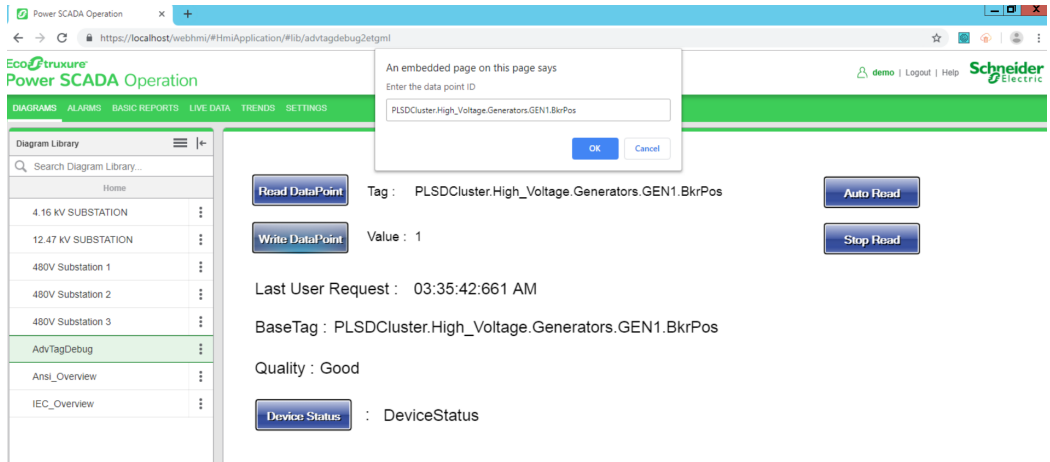 Power SCADA Operation
https://localhost/webhmi/#HmiApplication/#lib/advtagdebug2etgml
EcoStruxure
Power SCADA Operation
demo | Logout | Help
Schneider
Electric
DIAGRAMS ALARMS BASIC REPORTS LIVE DATA TRENDS SETTINGS
An embedded page on this page says
Enter the data point ID
PLSDCluster.High_Voltage.Generators.GEN1.BkrPos
OK Cancel
Diagram Library
Search Diagram Library...
Home
4.16 kV SUBSTATION
12.47 kV SUBSTATION
480V Substation 1
480V Substation 2
480V Substation 3
AdvTagDebug
Ansi_Overview
IEC_Overview
Read DataPoint Tag : PLSDCluster.High_Voltage.Generators.GEN1.BkrPos Auto Read
Write DataPoint Value : 1 Stop Read
Last User Request : 03:35:42:661 AM
BaseTag : PLSDCluster.High_Voltage.Generators.GEN1.BkrPos
Quality : Good
Device Status : DeviceStatus